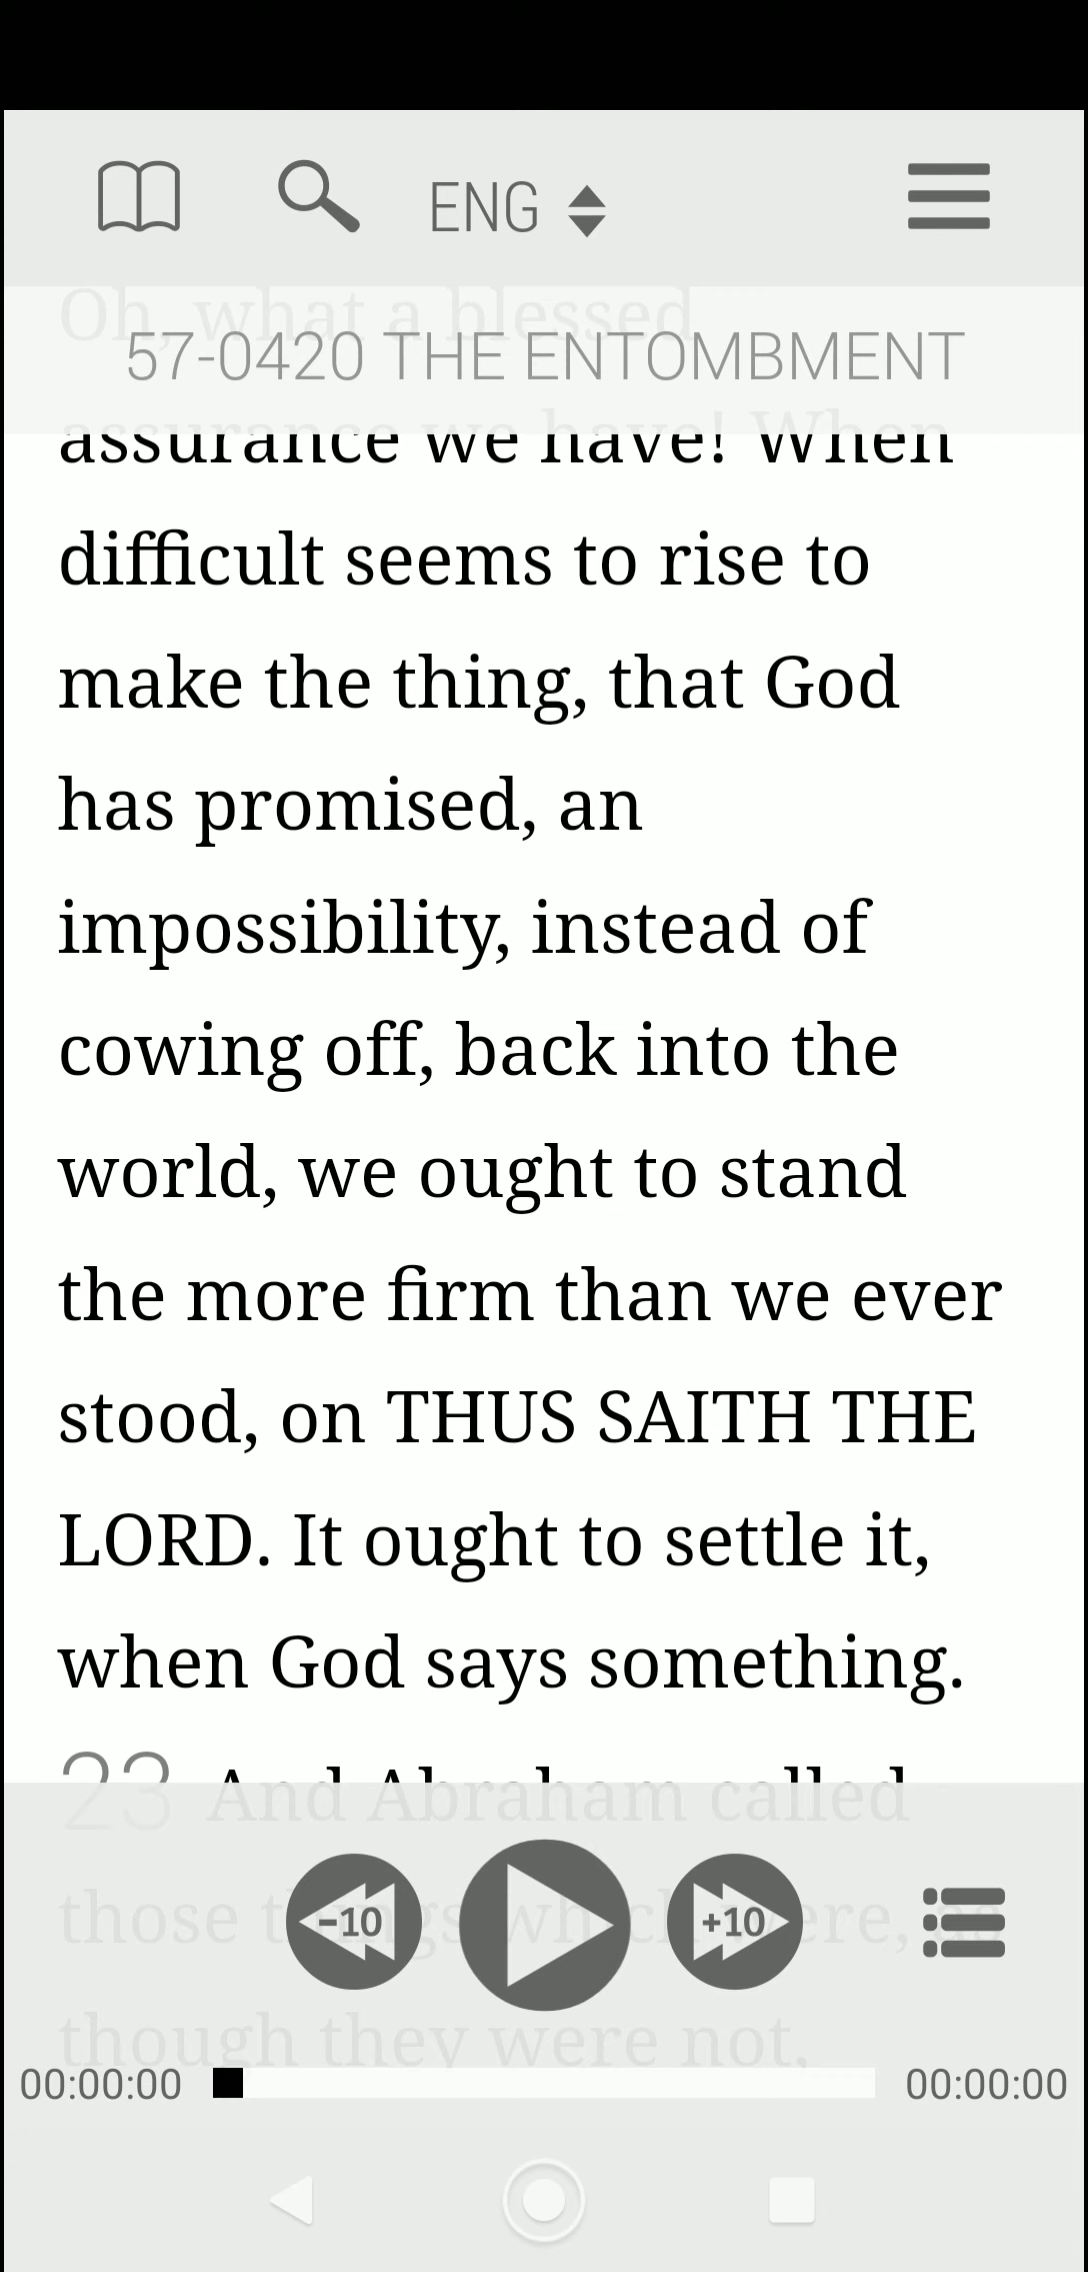 ENG
Oh, what a blessed
57-0420 THE ENTOMBMENT
assurance we have! When
difficult seems to rise to
make the thing, that God
has promised, an
impossibility, instead of
cowing off, back into the
world, we ought to stand
the more firm than we ever
stood, on THUS SAITH THE
LORD. It ought to settle it,
when God says something.
23 And Abraham called
those things which were, as
-10 +10
though they were not,
00:00:00 00:00:00